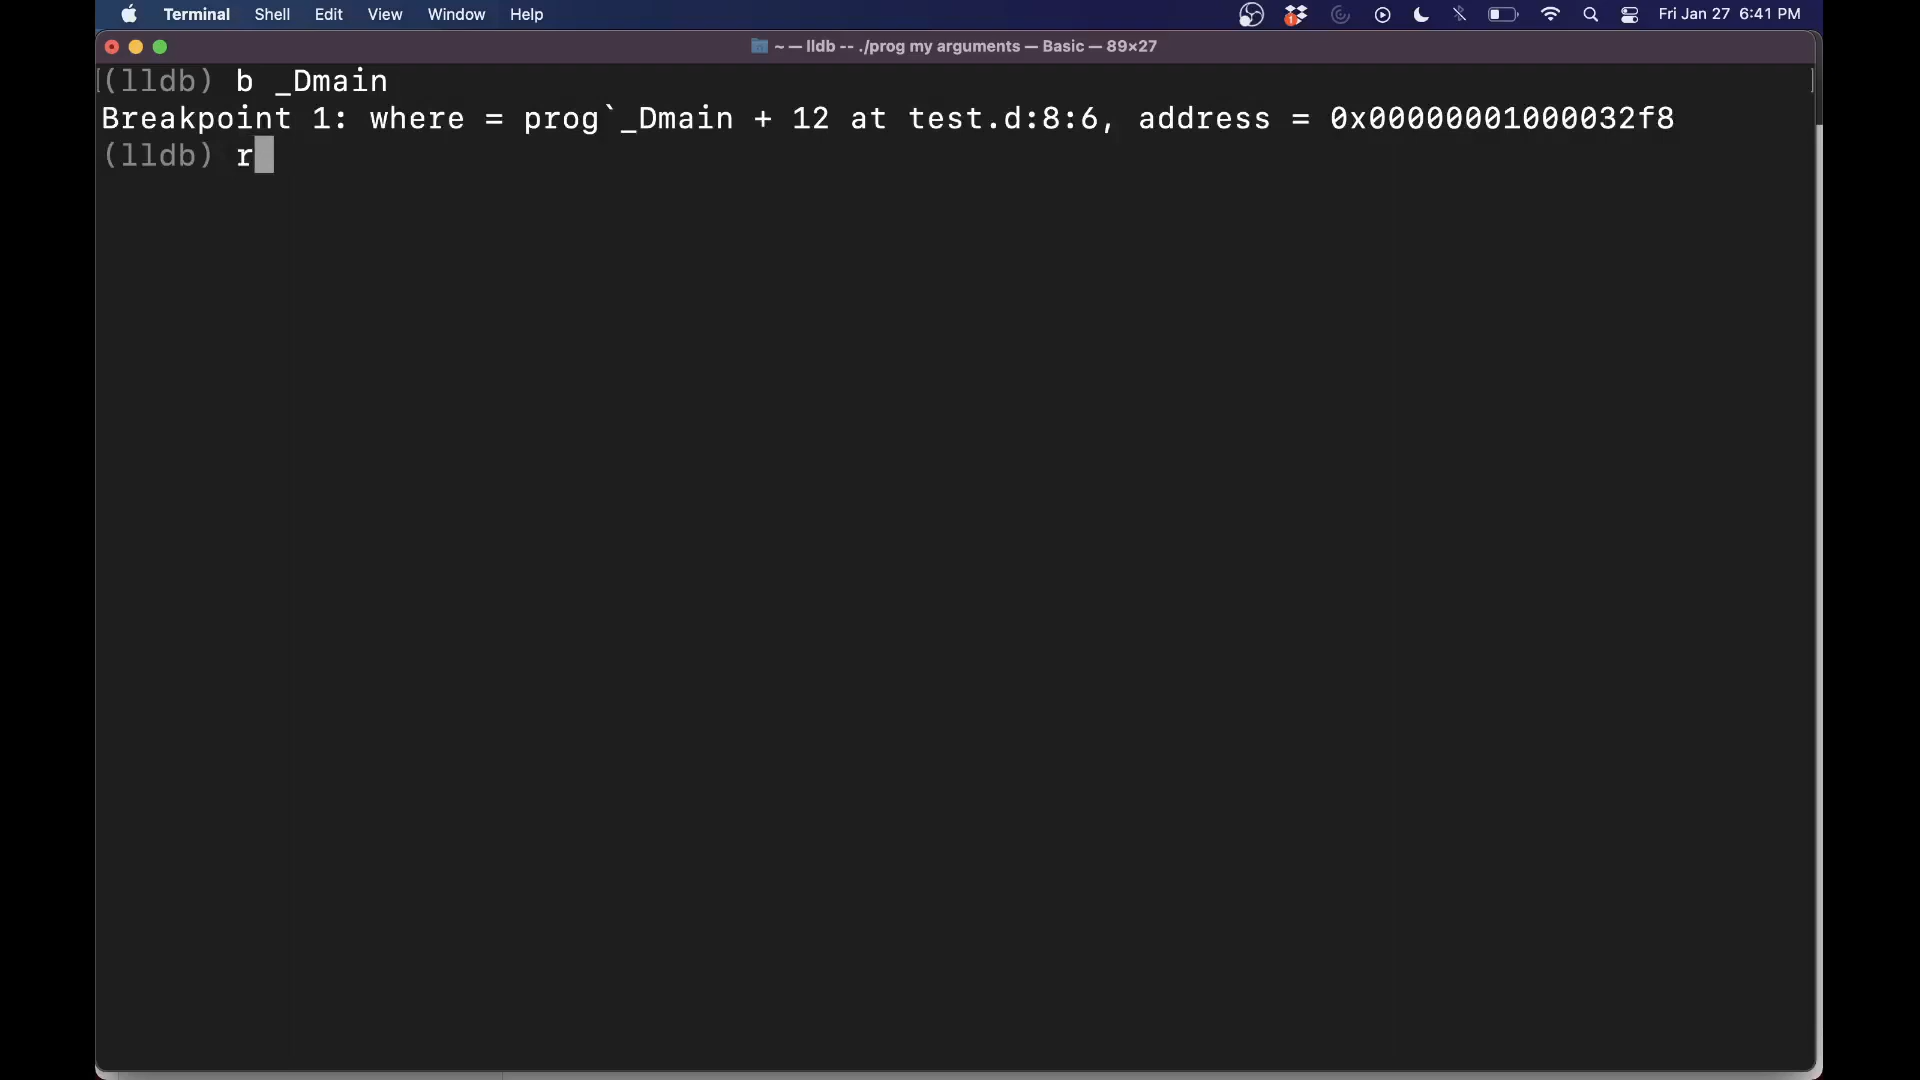 Terminal Shell Edit View Window Help 1 Fri Jan 27 6:41 PM
~ — lldb -- ./prog my arguments — Basic — 89×27
(lldb) b _Dmain
Breakpoint 1: where = prog`_Dmain + 12 at test.d:8:6, address = 0x00000001000032f8
(lldb) r